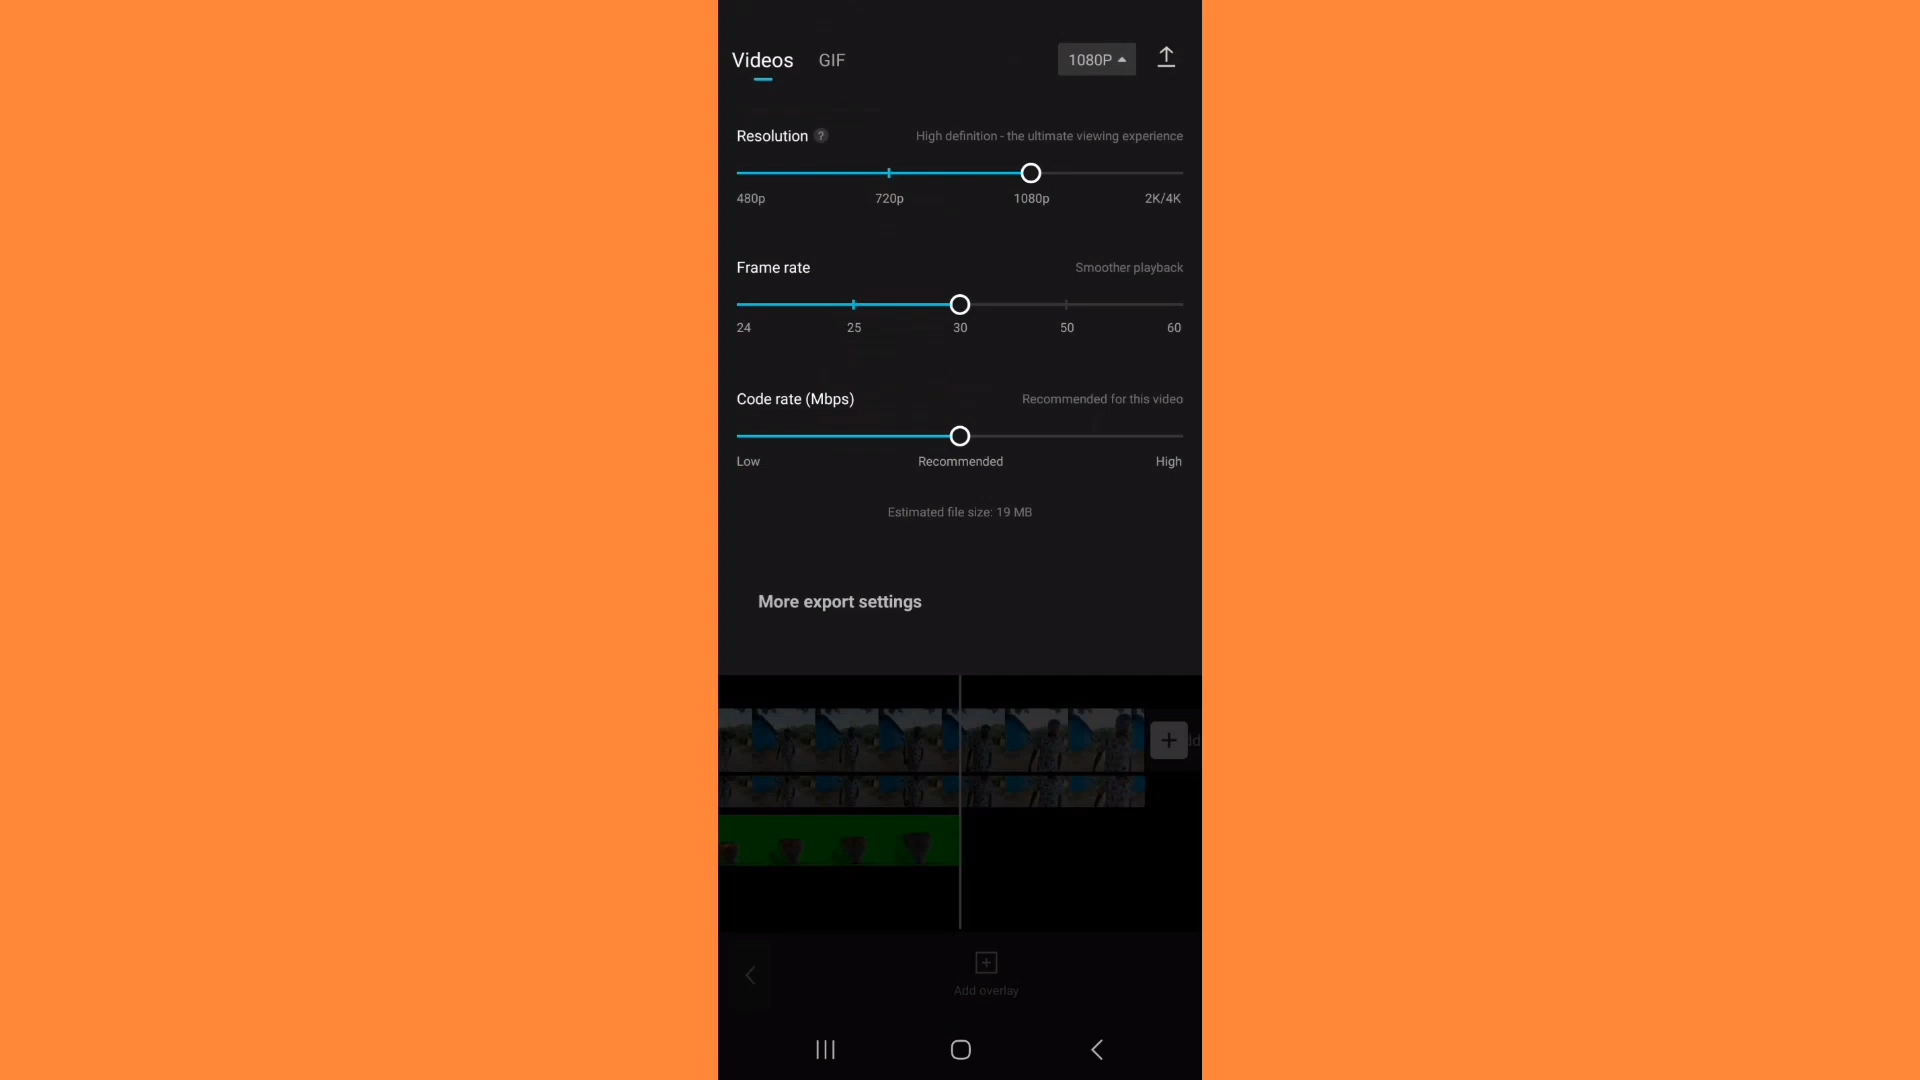 Videos GIF 1080P
Resolution ? High definition - the ultimate viewing experience
480p 720p 1080p 2K/4K
Frame rate Smoother playback
24 25 30 50 60
Code rate (Mbps) Recommended for this video
Low Recommended High
Estimated file size: 19 MB
More export settings
Add overlay